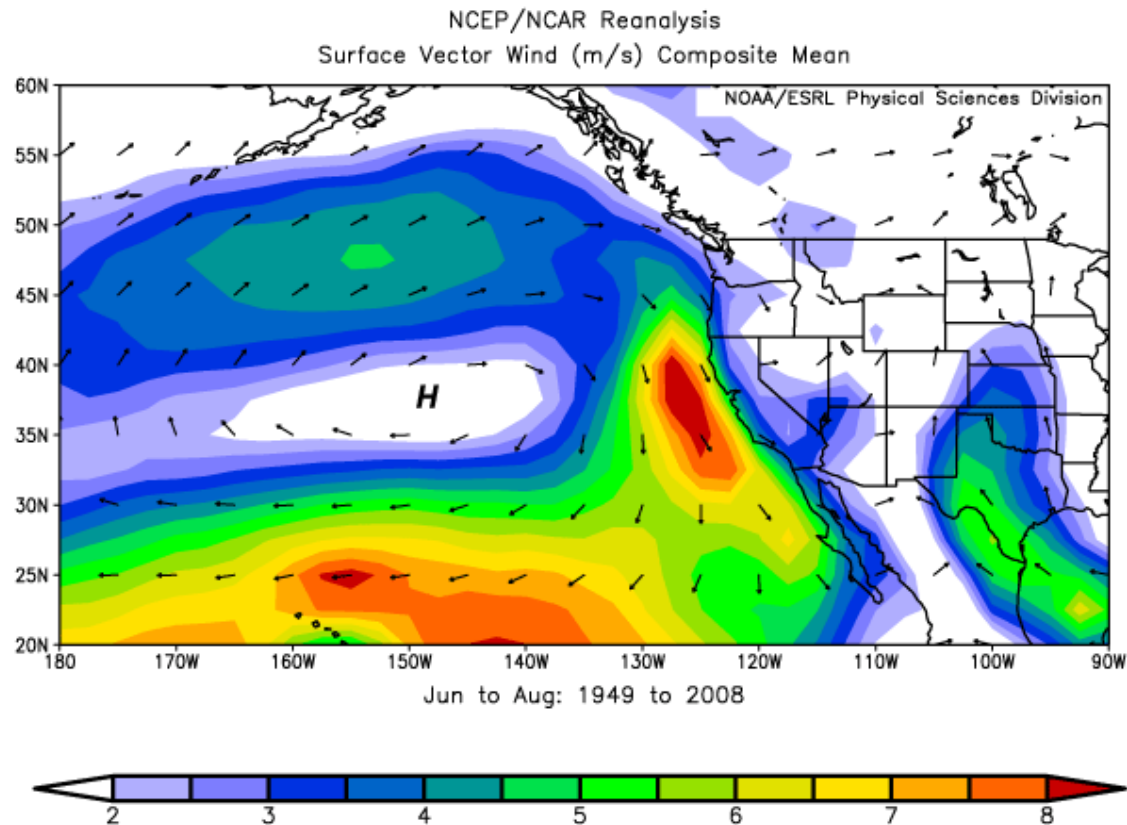 NCEP/NCAR Reanalysis
Surface Vector Wind (m/s) Composite Mean
NOAA/ESRL Physical Sciences Division
60N
55N
50N
45N
40N
H
35N
30N
25N
20N
180 170W 160W 150W 140W 130W 120W 110W 100W 90W
Jun to Aug: 1949 to 2008
2 3 4 5 6 7 8